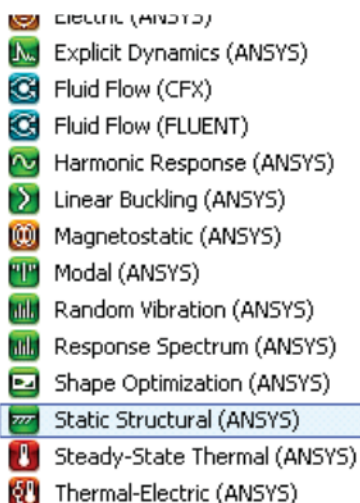 Electric (ANSYS)
Explicit Dynamics (ANSYS)
Fluid Flow (CFX)
Fluid Flow (FLUENT)
Harmonic Response (ANSYS)
Linear Buckling (ANSYS)
Magnetostatic (ANSYS)
Modal (ANSYS)
Random Vibration (ANSYS)
Response Spectrum (ANSYS)
Shape Optimization (ANSYS)
Static Structural (ANSYS)
Steady-State Thermal (ANSYS)
Thermal-Electric (ANSYS)